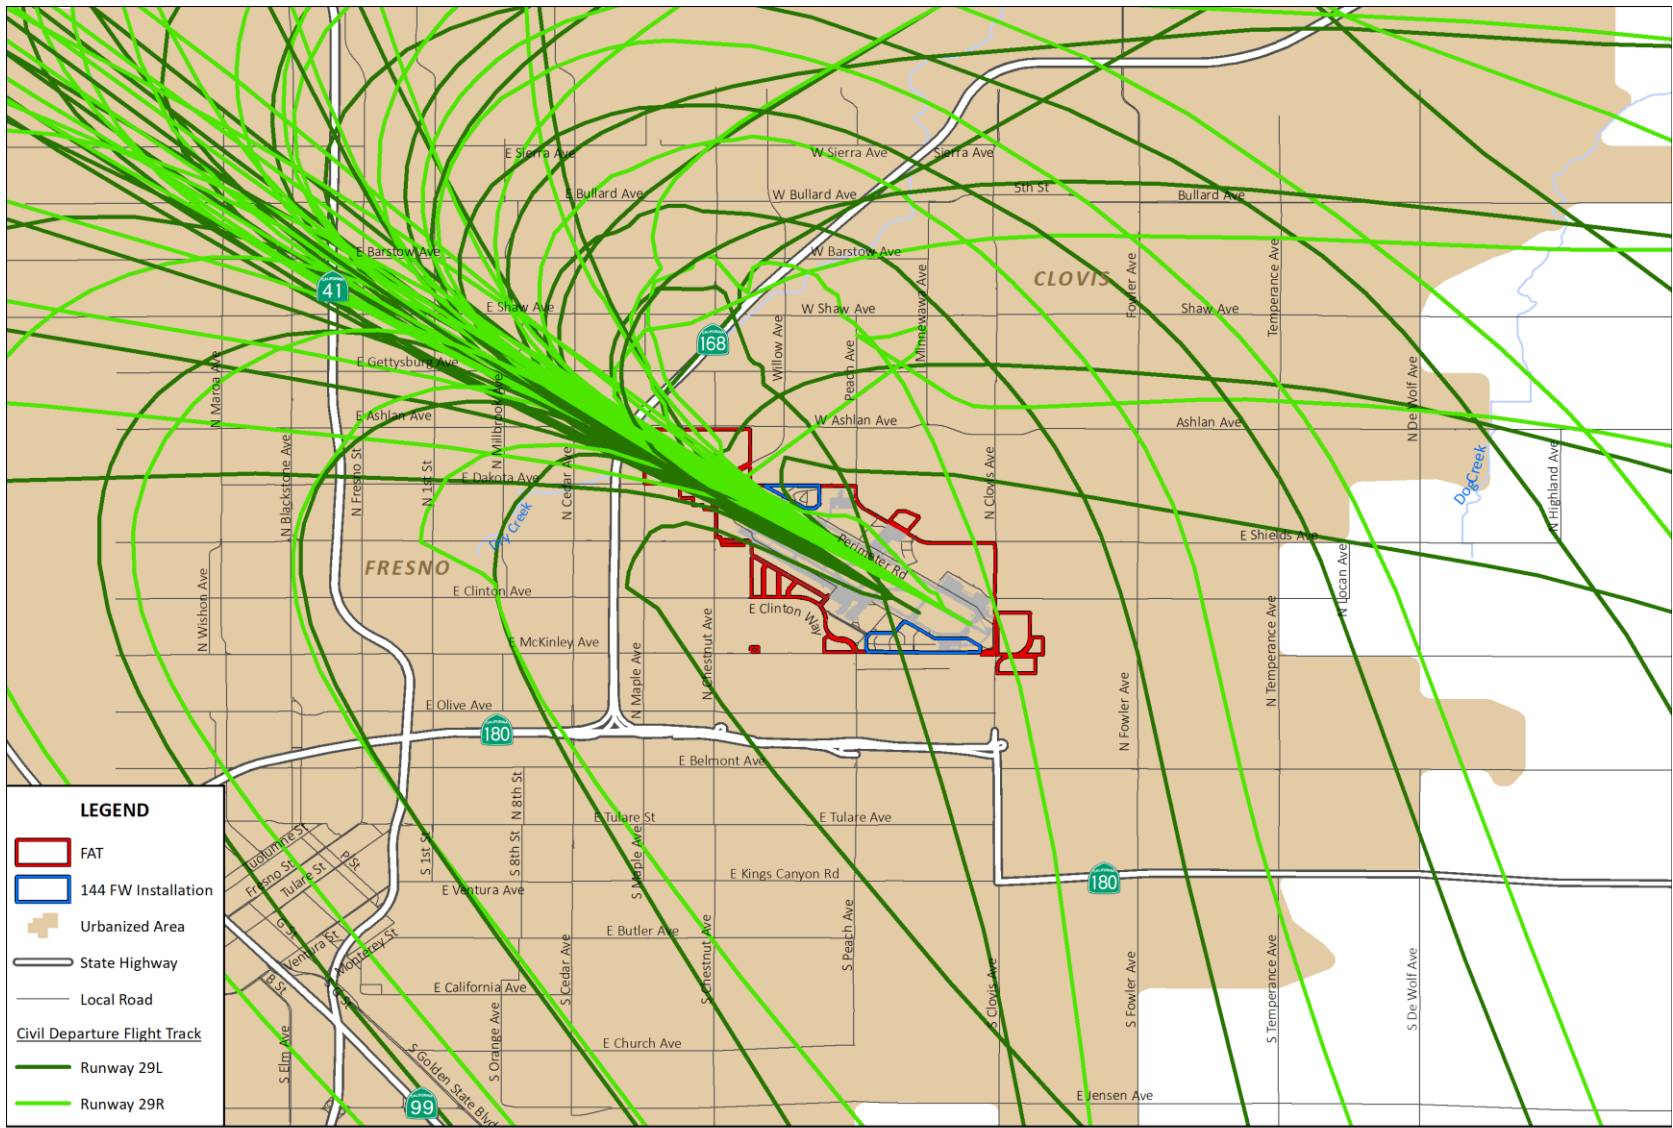 E Sierra Ave
W Sierra Ave
Sierra Ave
E Bullard Ave
W Bullard Ave
5th St
Bullard Ave
E Barstow Ave
W Barstow Ave
CLOVIS
CALIFORNIA
41
E Shaw Ave
W Shaw Ave
Shaw Ave
Fowler Ave
Temperance Ave
Minnewawa Ave
CALIFORNIA
168
Willow Ave
Peach Ave
E Gettysburg Ave
N Maroa Ave
N Millbrook Ave
E Ashlan Ave
W Ashlan Ave
Ashlan Ave
N De Wolf Ave
N Blackstone Ave
N Fresno St
N 1st St
E Dakota Ave
N Cedar Ave
N Clovis Ave
Dog Creek
N Highland Ave
Dry Creek
Perimeter Rd
E Shields Ave
FRESNO
N Wishon Ave
E Clinton Ave
E Clinton Way
N Locan Ave
E McKinley Ave
N Maple Ave
N Chestnut Ave
N Temperance Ave
N Fowler Ave
E Olive Ave
CALIFORNIA
180
E Belmont Ave
N 8th St
E Tulare St
E Tulare Ave
S 1st St
S 8th St
S Maple Ave
E Kings Canyon Rd
CALIFORNIA
180
E Ventura Ave
Tuolumne St
Fresno St
Tulare St
P St
G St
Ventura St
Monterey St
B St
S G St
E Butler Ave
S Peach Ave
S Cedar Ave
S Chestnut Ave
E California Ave
S Clovis Ave
S Fowler Ave
S Temperance Ave
S De Wolf Ave
S Elm Ave
S Orange Ave
E Church Ave
S Golden State Blvd
E Jensen Ave
CALIFORNIA
99
LEGEND
FAT
144 FW Installation
Urbanized Area
State Highway
Local Road
Civil Departure Flight Track
Runway 29L
Runway 29R